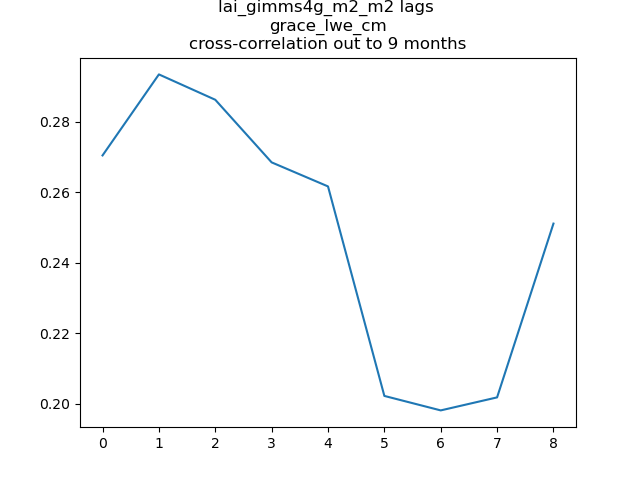 lai_gimms4g_m2_m2 lags
grace_lwe_cm
cross-correlation out to 9 months
0.28
0.26
0.24
0.22
0.20
0 1 2 3 4 5 6 7 8